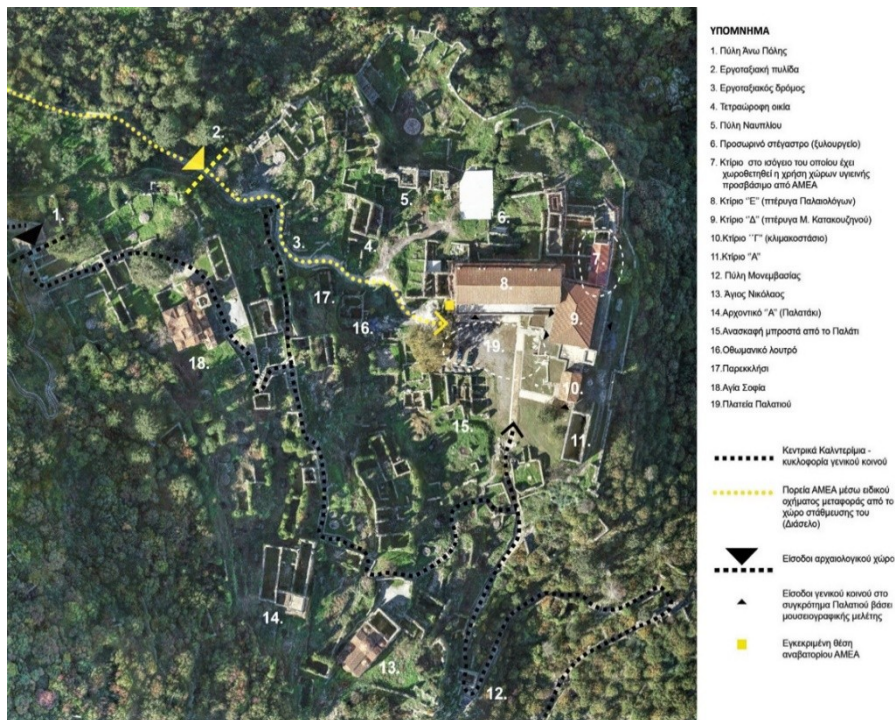 1.
2.
3.
4.
5.
6.
7.
8.
9.
10.
11.
12.
13.
14.
15.
16.
17.
18.
19.
ΥΠΟΜΝΗΜΑ
1. Πύλη Άνω Πόλης
2. Εργοταξιακή πυλίδα
3. Εργοταξιακός δρόμος
4. Τετραώροφη οικία
5. Πύλη Ναυπλίου
6. Προσωρινό στέγαστρο (ξυλουργείο)
7. Κτίριο στο ισόγειο του οποίου έχει
χωροθετηθεί η χρήση χώρων υγιεινής
προσβάσιμο από ΑΜΕΑ
8. Κτίριο "Ε" (πτέρυγα Παλαιολόγων)
9. Κτίριο "Δ" (πτέρυγα Μ. Κατακουζηνού)
10.Κτίριο ¨Γ" (κλιμακοστάσιο)
11.Κτίριο "Α"
12. Πύλη Μονεμβασίας
13. Άγιος Νικόλαος
14. Αρχοντικό "Α" (Παλατάκι)
15. Ανασκαφή μπροστά από το Παλάτι
16. Οθωμανικό λουτρό
17. Παρεκκλήσι
18. Αγία Σοφία
19.Πλατεία Παλατιού
Κεντρικά Καλντερίμια -
κυκλοφορία γενικού κοινού
Πορεία ΑΜΕΑ μέσω ειδικού
οχήματος μεταφοράς από το
χώρο στάθμευσης του
(Διάσελο)
Είσοδοι αρχαιολογικού χώρο
Είσοδοι γενικού κοινού στο
συγκρότημα Παλατιού βάσει
μουσειογραφικής μελέτης
Εγκεκριμένη θέση
αναβατορίου ΑΜΕΑ